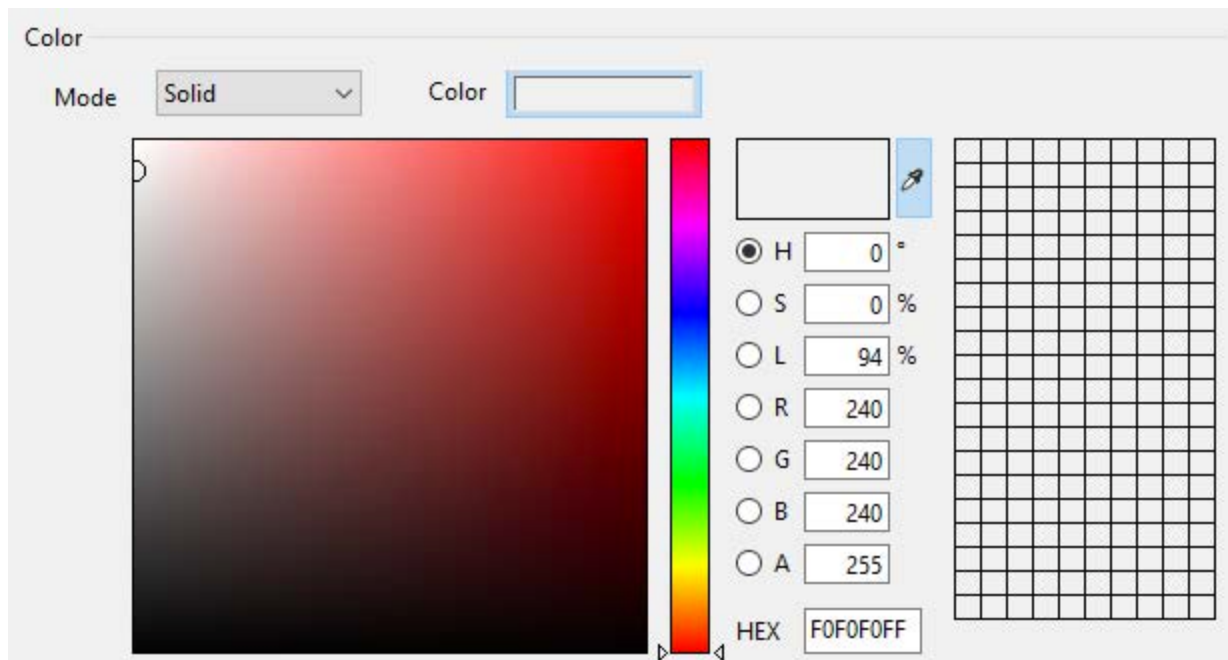 Color
Mode Solid Color
H 0 °
S 0 %
L 94 %
R 240
G 240
B 240
A 255
HEX F0F0F0FF